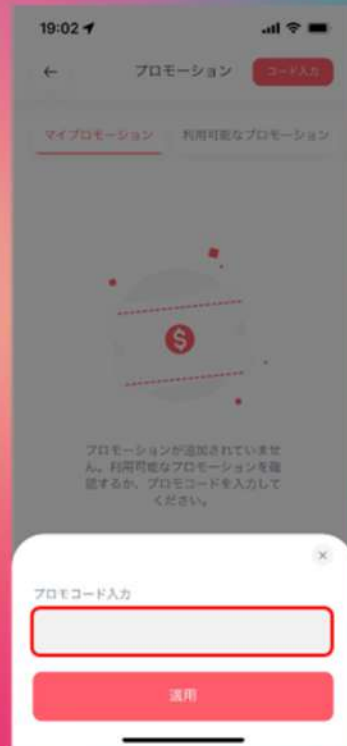 19:02
プロモーション
コード入力
マイプロモーション
利用可能なプロモーション
$
プロモーションが追加されていませ
ん。利用可能なプロモーションを確
認するか、プロモコードを入力して
ください。
プロモコード入力
適用